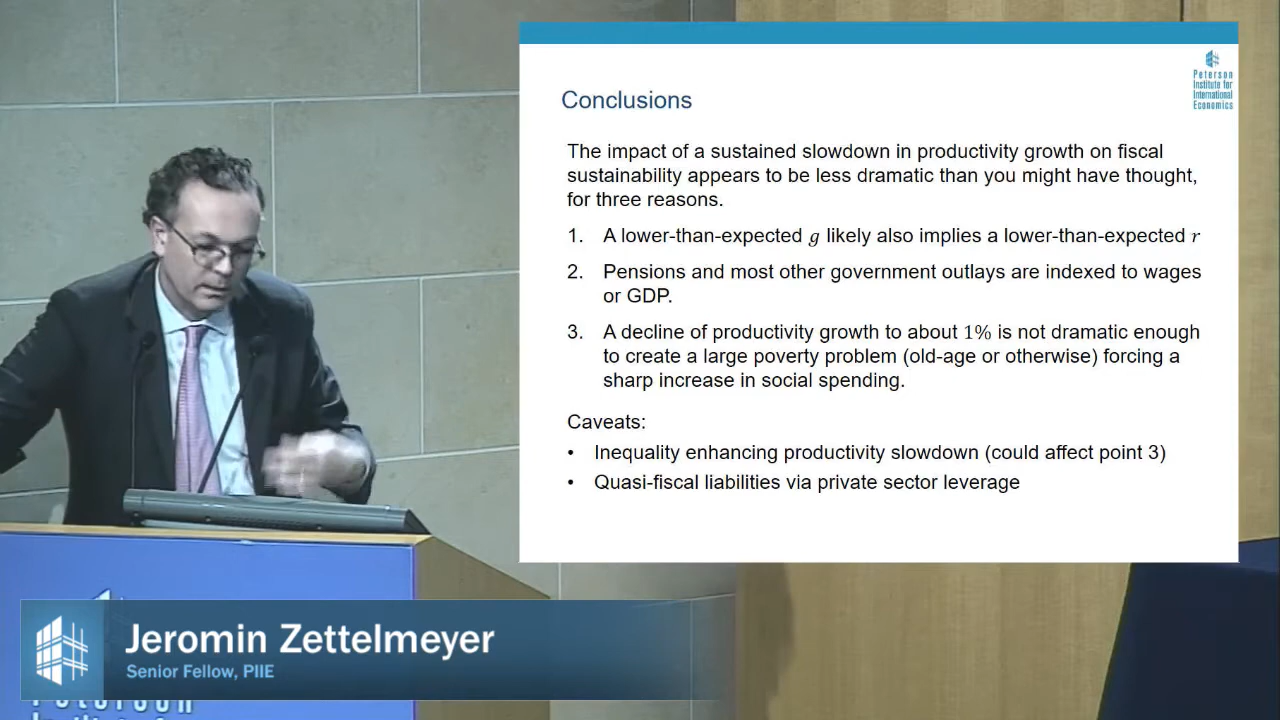 Peterson
Institute for
International
Economics
Conclusions
The impact of a sustained slowdown in productivity growth on fiscal
sustainability appears to be less dramatic than you might have thought,
for three reasons.
1. A lower-than-expected g likely also implies a lower-than-expected r
2. Pensions and most other government outlays are indexed to wages
or GDP.
3. A decline of productivity growth to about 1% is not dramatic enough
to create a large poverty problem (old-age or otherwise) forcing a
sharp increase in social spending.
Caveats:
• Inequality enhancing productivity slowdown (could affect point 3)
• Quasi-fiscal liabilities via private sector leverage
Jeromin Zettelmeyer
Senior Fellow, PIIE